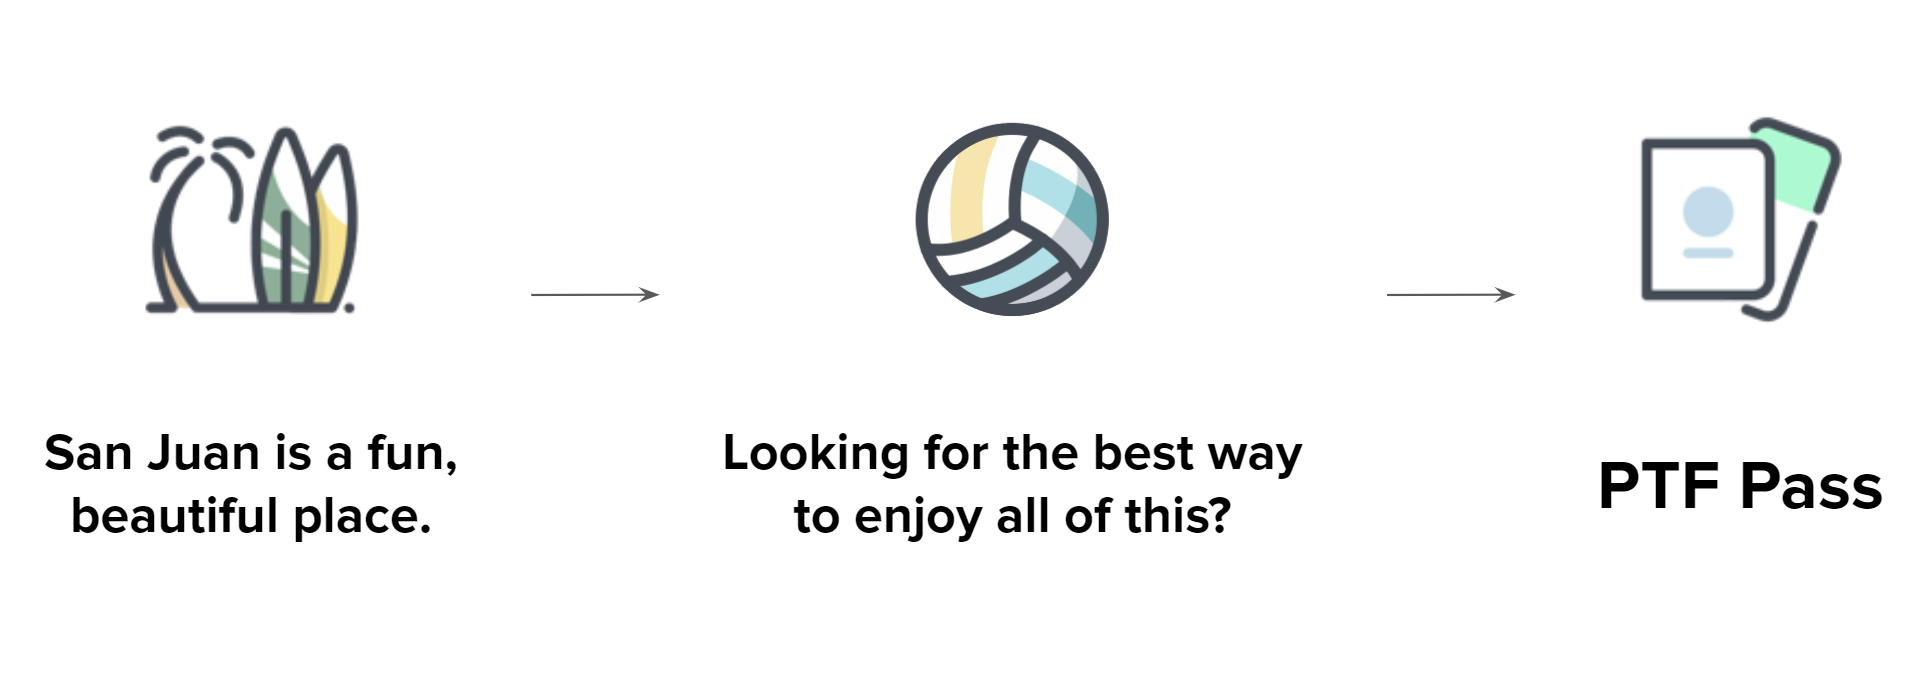 San Juan is a fun,
beautiful place.
Looking for the best way
to enjoy all of this?
PTF Pass